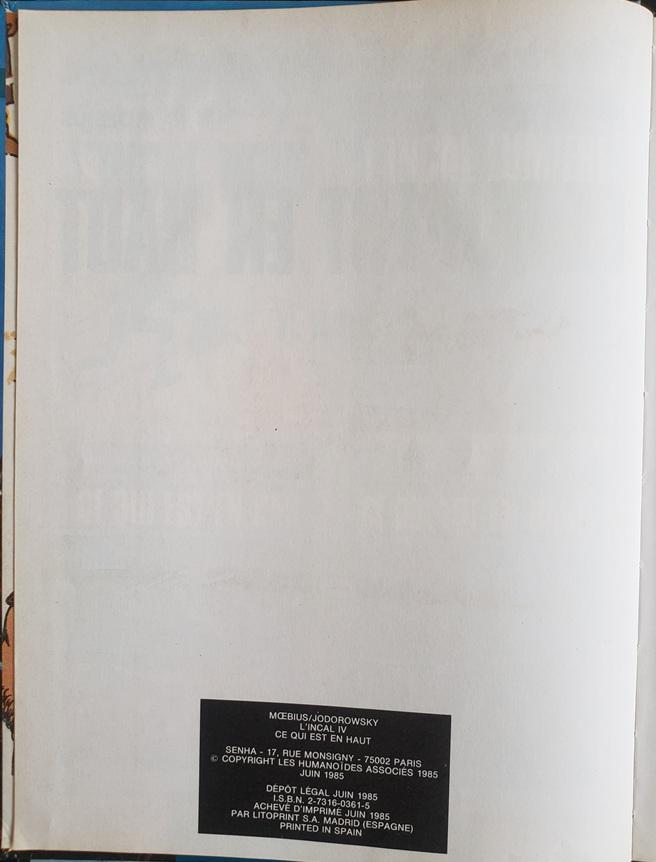 MŒBIUS/JODOROWSKY
L'INCAL IV
CE QUI EST EN HAUT
SENHA - 17, RUE MONSIGNY - 75002 PARIS
© COPYRIGHT LES HUMANOÏDES ASSOCIÈS 1985
JUIN 1985
DÉPÔT LÉGAL JUIN 1985
I.S.B.N. 2-7316-0361-5
ACHEVÉ D'IMPRIMÉ JUIN 1985
PAR LITOPRINT S.A. MADRID (ESPAGNE)
PRINTED IN SPAIN